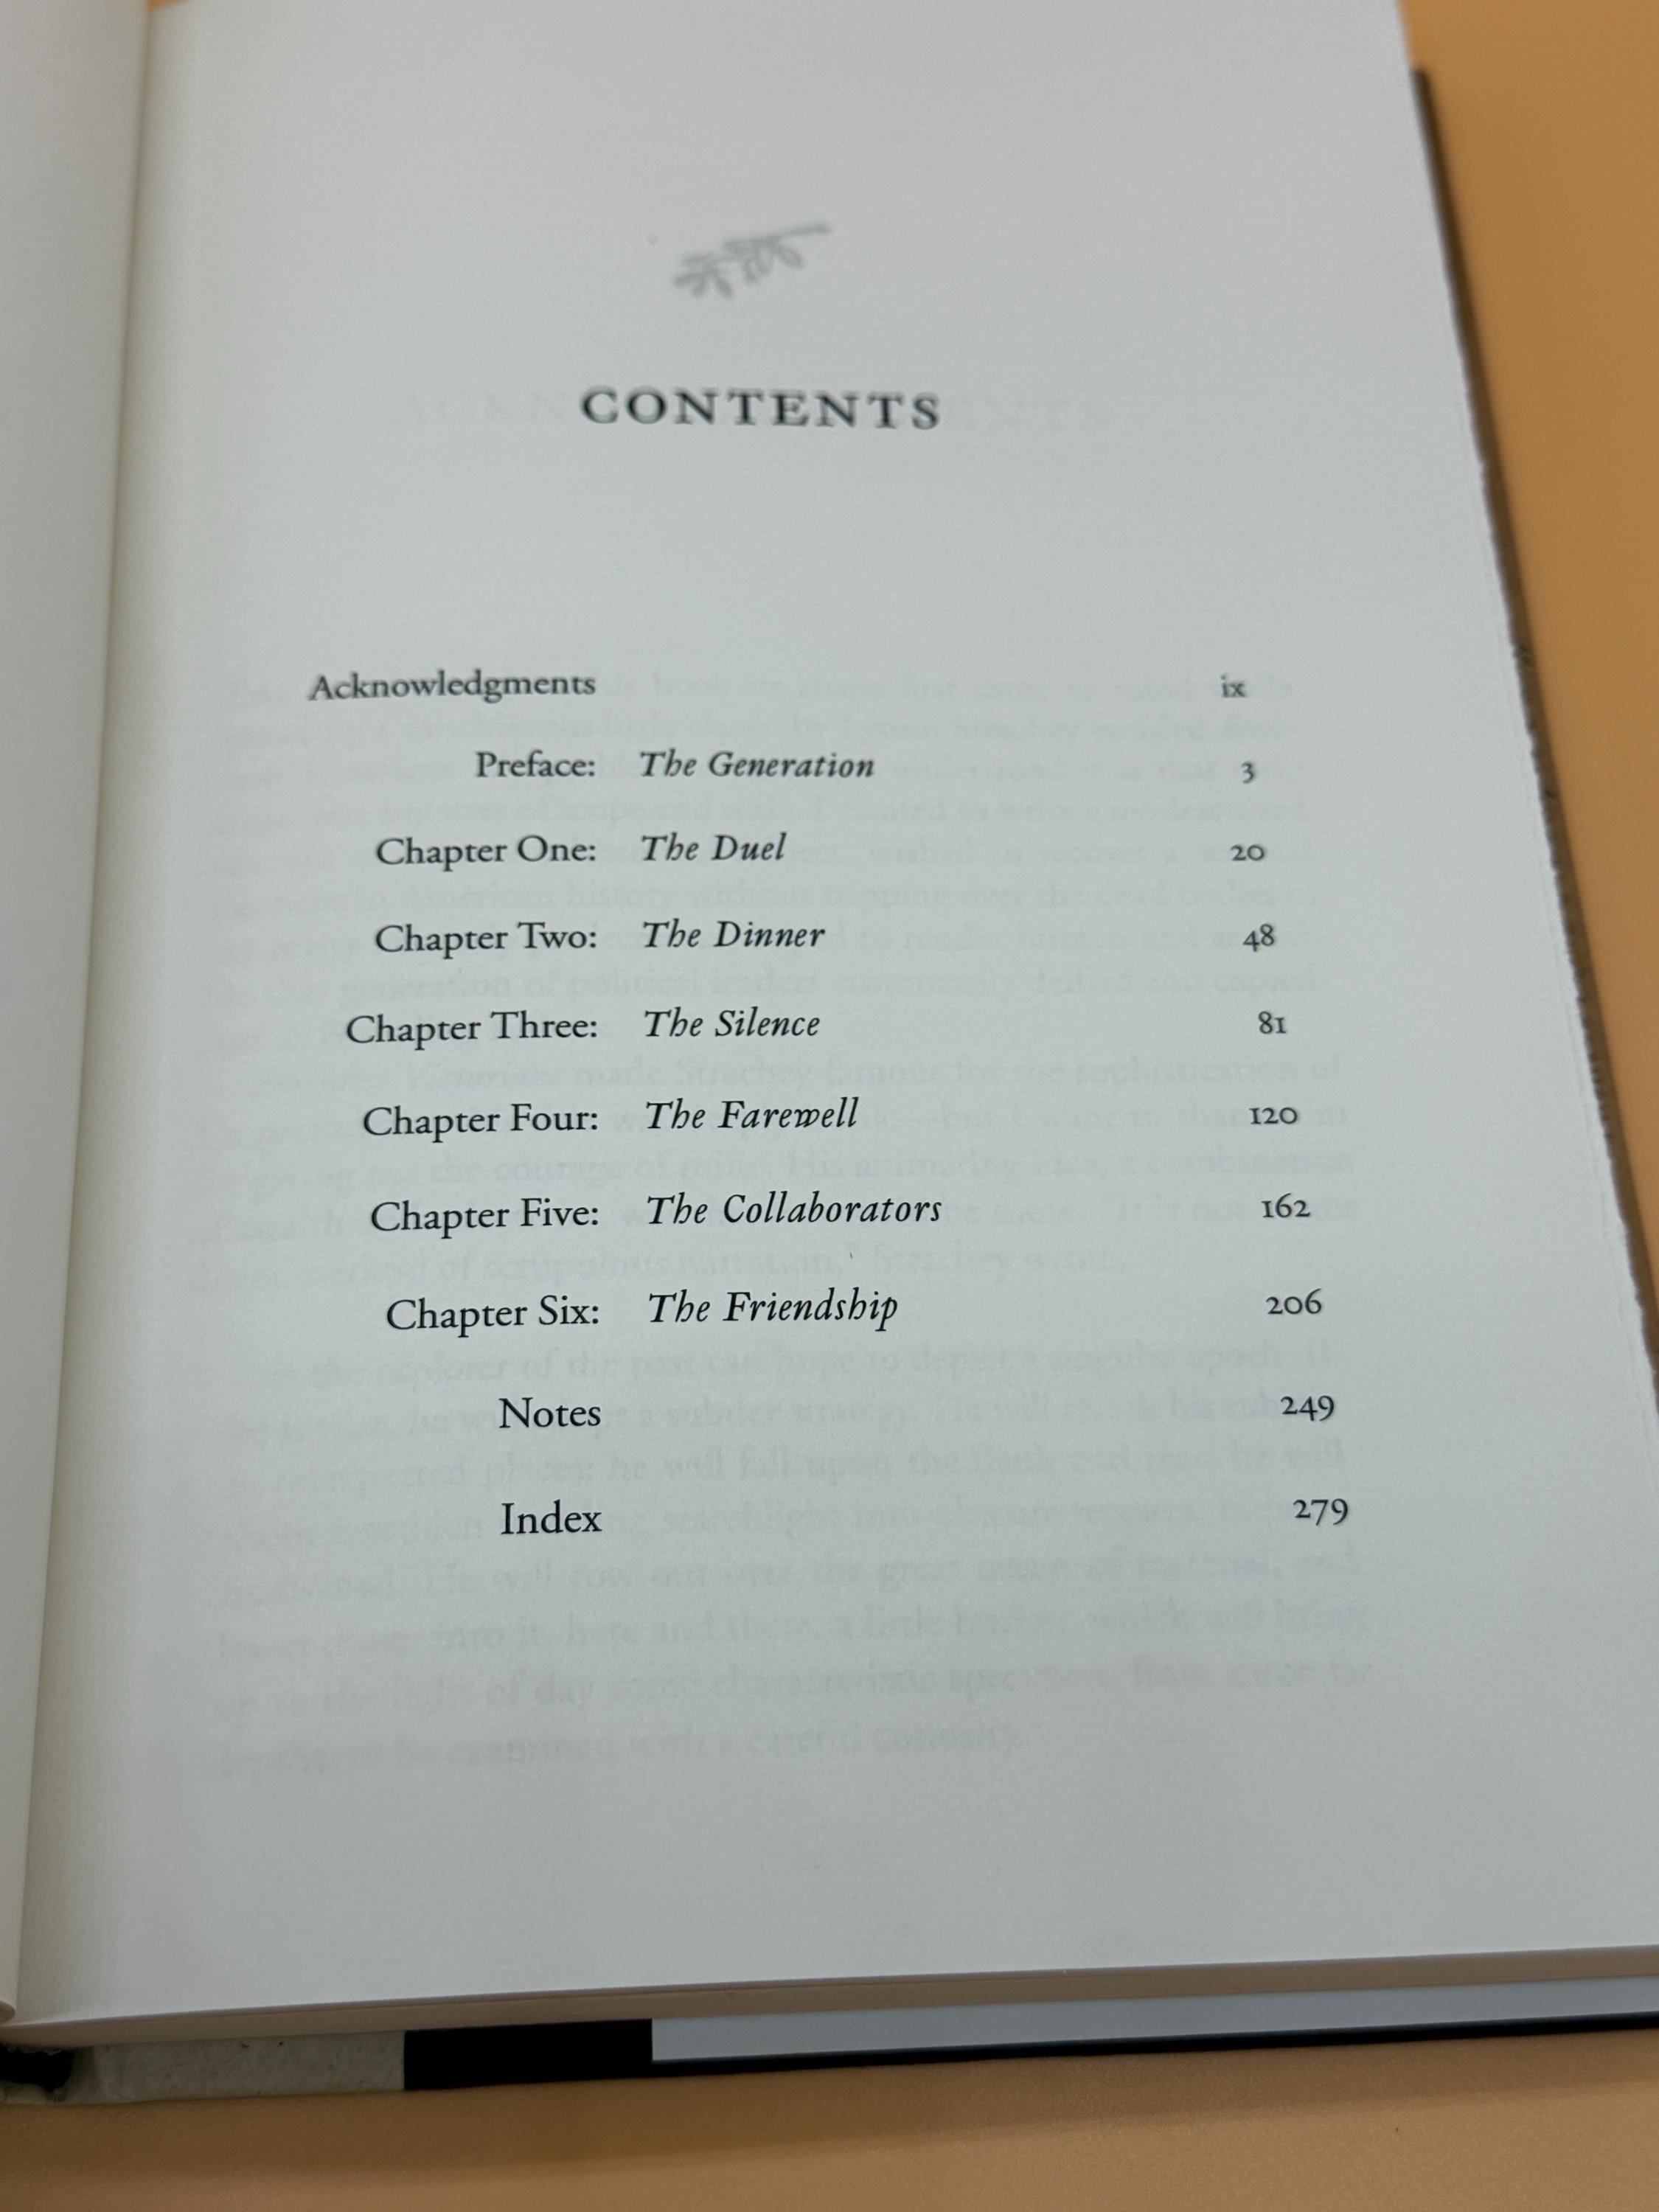 CONTENTS
Acknowledgments ix
Preface: The Generation 3
Chapter One: The Duel 20
Chapter Two: The Dinner 48
Chapter Three: The Silence 81
Chapter Four: The Farewell 120
Chapter Five: The Collaborators 162
Chapter Six: The Friendship 206
Notes 249
Index 279